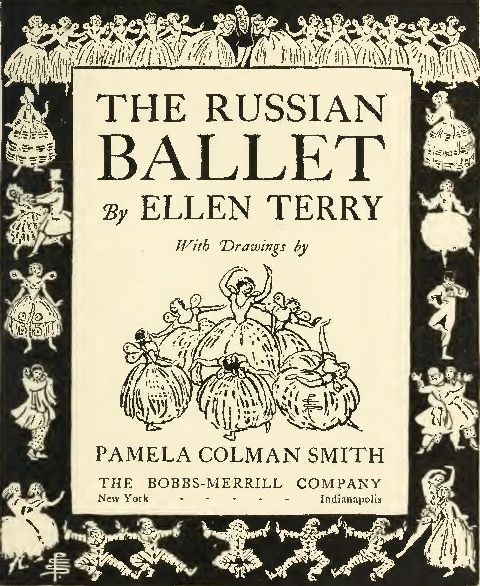 THE RUSSIAN
BALLET
By ELLEN TERRY
With Drawings by
PAMELA COLMAN SMITH
THE BOBBS-MERRILL COMPANY
New York - - - - - Indianapolis